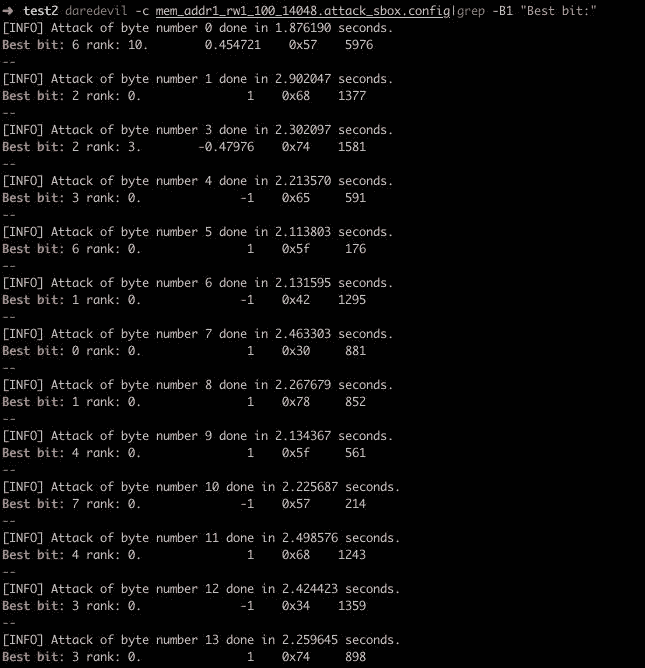 ➜ test2 daredevil -c mem_addr1_rw1_100_14048.attack_sbox.config|grep -B1 "Best bit:"
[INFO] Attack of byte number 0 done in 1.876190 seconds.
Best bit: 6 rank: 10. 0.454721 0x57 5976
--
[INFO] Attack of byte number 1 done in 2.902047 seconds.
Best bit: 2 rank: 0. 1 0x68 1377
--
[INFO] Attack of byte number 3 done in 2.302097 seconds.
Best bit: 2 rank: 3. -0.47976 0x74 1581
--
[INFO] Attack of byte number 4 done in 2.213570 seconds.
Best bit: 3 rank: 0. -1 0x65 591
--
[INFO] Attack of byte number 5 done in 2.113803 seconds.
Best bit: 6 rank: 0. 1 0x5f 176
--
[INFO] Attack of byte number 6 done in 2.131595 seconds.
Best bit: 1 rank: 0. -1 0x42 1295
--
[INFO] Attack of byte number 7 done in 2.463303 seconds.
Best bit: 0 rank: 0. 1 0x30 881
--
[INFO] Attack of byte number 8 done in 2.267679 seconds.
Best bit: 1 rank: 0. 1 0x78 852
--
[INFO] Attack of byte number 9 done in 2.134367 seconds.
Best bit: 4 rank: 0. 1 0x5f 561
--
[INFO] Attack of byte number 10 done in 2.225687 seconds.
Best bit: 7 rank: 0. -1 0x57 214
--
[INFO] Attack of byte number 11 done in 2.498576 seconds.
Best bit: 4 rank: 0. 1 0x68 1243
--
[INFO] Attack of byte number 12 done in 2.424423 seconds.
Best bit: 3 rank: 0. -1 0x34 1359
--
[INFO] Attack of byte number 13 done in 2.259645 seconds.
Best bit: 3 rank: 0. 1 0x74 898